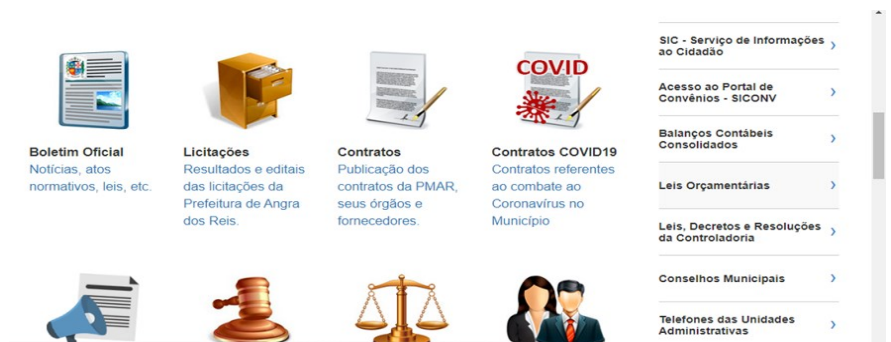 COVID
Boletim Oficial
Notícias, atos
normativos, leis, etc.
Licitações
Resultados e editais
das licitações da
Prefeitura de Angra
dos Reis.
Contratos
Publicação dos
contratos da PMAR,
seus órgãos e
fornecedores.
Contratos COVID19
Contratos referentes
ao combate ao
Coronavírus no
Município
SIC - Serviço de Informações
ao Cidadão
Acesso ao Portal de
Convênios - SICONV
Balanços Contábeis
Consolidados
Leis Orçamentárias
Leis, Decretos e Resoluções
da Controladoria
Conselhos Municipais
Telefones das Unidades
Administrativas